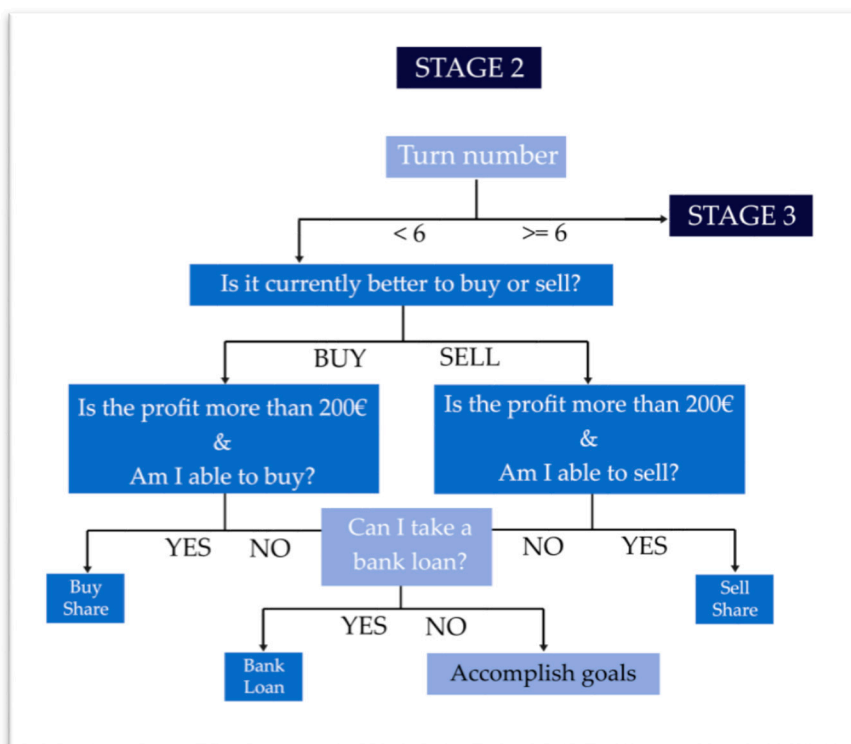 STAGE 2
Turn number
STAGE 3
< 6
>= 6
Is it currently better to buy or sell?
BUY
SELL
Is the profit more than 200€
&
Am I able to buy?
Is the profit more than 200€
&
Am I able to sell?
YES
NO
Can I take a
bank loan?
NO
YES
Buy
Share
Sell
Share
YES
NO
Bank
Loan
Accomplish goals